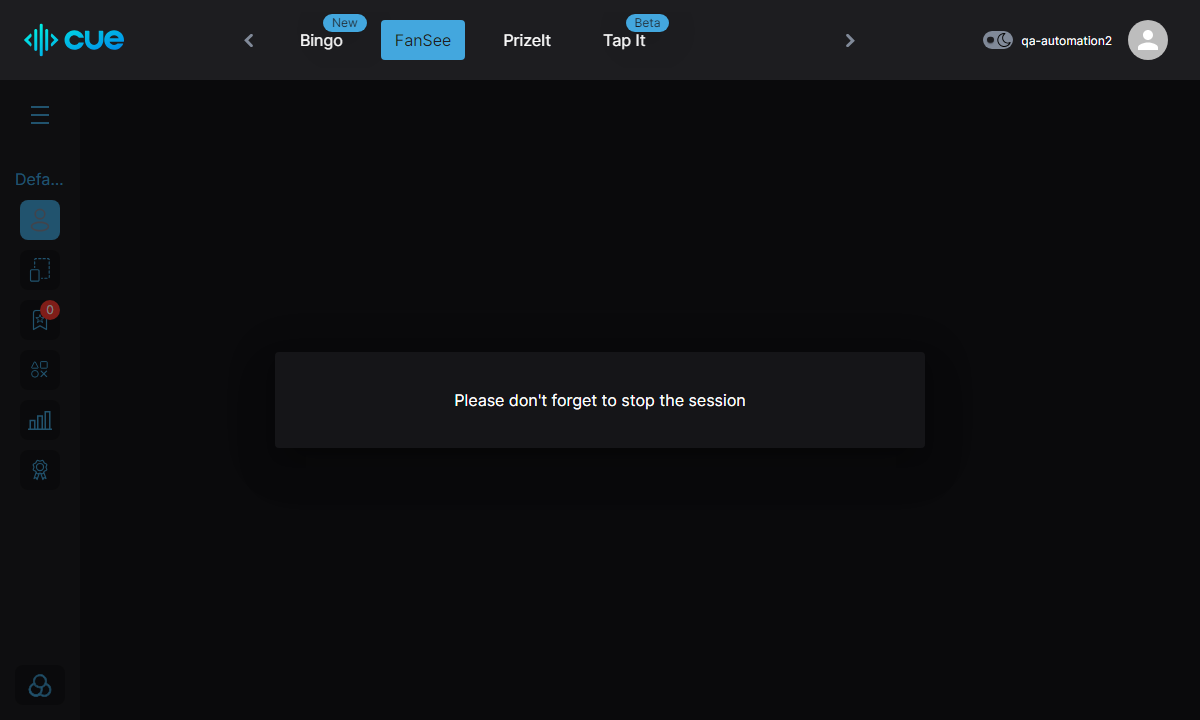 cue
Bingo
New
FanSee
PrizeIt
Tap It
Beta
qa-automation2
Defa...
0
Please don't forget to stop the session